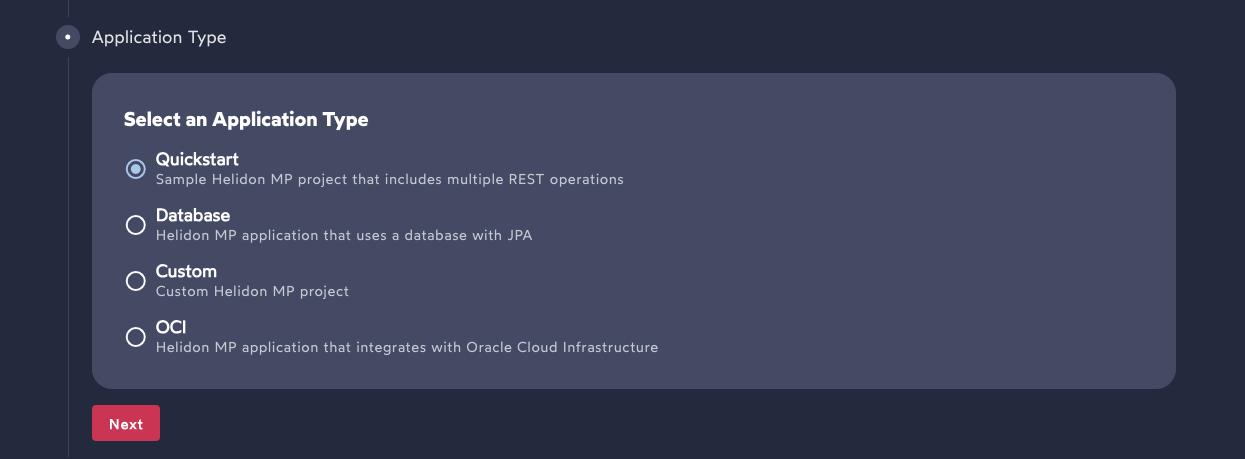 Application Type
Select an Application Type
Quickstart
Sample Helidon MP project that includes multiple REST operations
Database
Helidon MP application that uses a database with JPA
Custom
Custom Helidon MP project
OCI
Helidon MP application that integrates with Oracle Cloud Infrastructure
Next